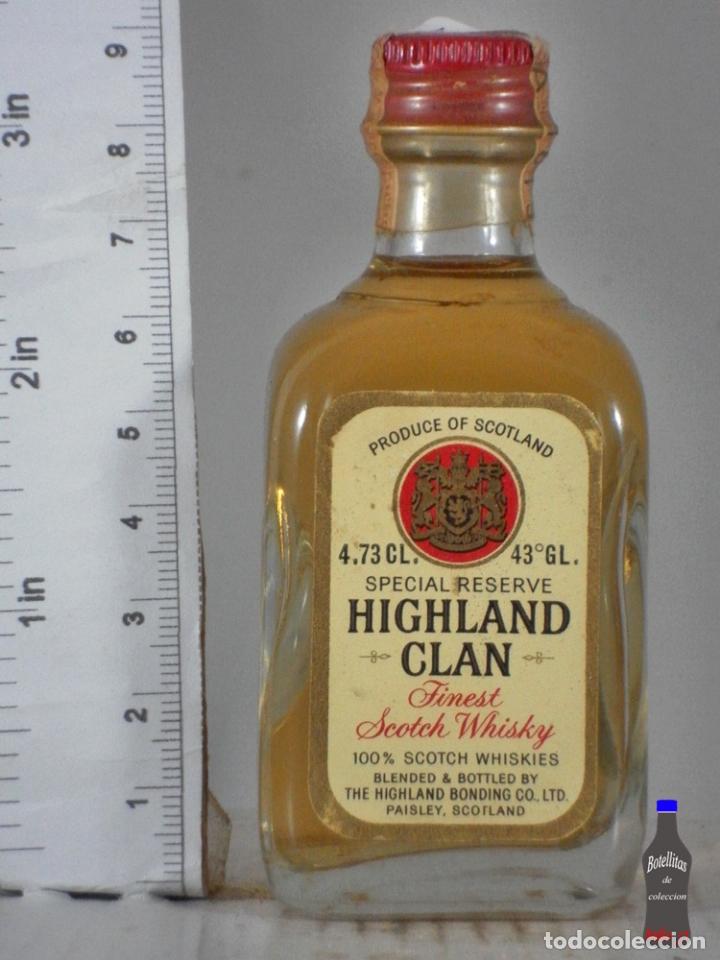 PRODUCE OF SCOTLAND
4.73 CL. 43° GL.
SPECIAL RESERVE
HIGHLAND
CLAN
Finest
Scotch Whisky
100% SCOTCH WHISKIES
BLENDED & BOTTLED BY
THE HIGHLAND BONDING CO., LTD.
PAISLEY, SCOTLAND
9
3 in
8
7
6
2 in
5
4
1 in
3
2
1
Botellitas
de
coleccion
todocoleccion